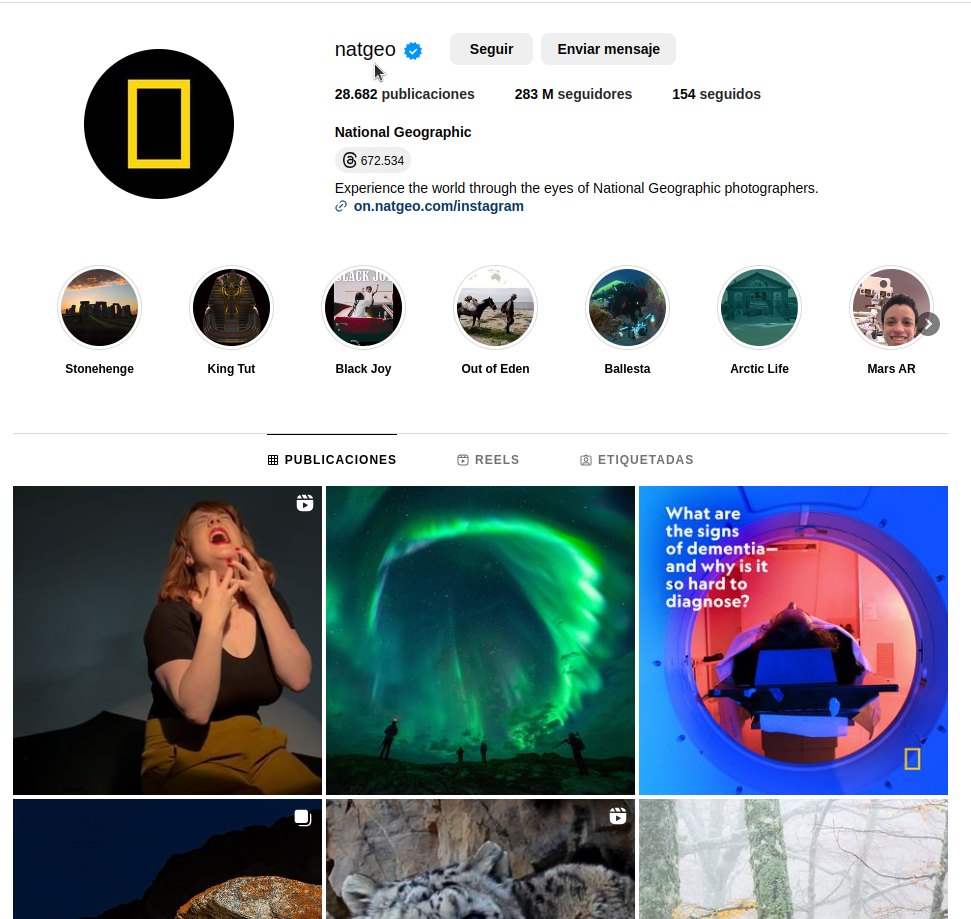 natgeo
Seguir
Enviar mensaje
28.682 publicaciones
283 M seguidores
154 seguidos
National Geographic
672.534
Experience the world through the eyes of National Geographic photographers.
on.natgeo.com/instagram
BLACK JOY
Stonehenge
King Tut
Black Joy
Out of Eden
Ballesta
Arctic Life
Mars AR
PUBLICACIONES
REELS
ETIQUETADAS
What are
the signs
of dementia—
and why is it
so hard to
diagnose?